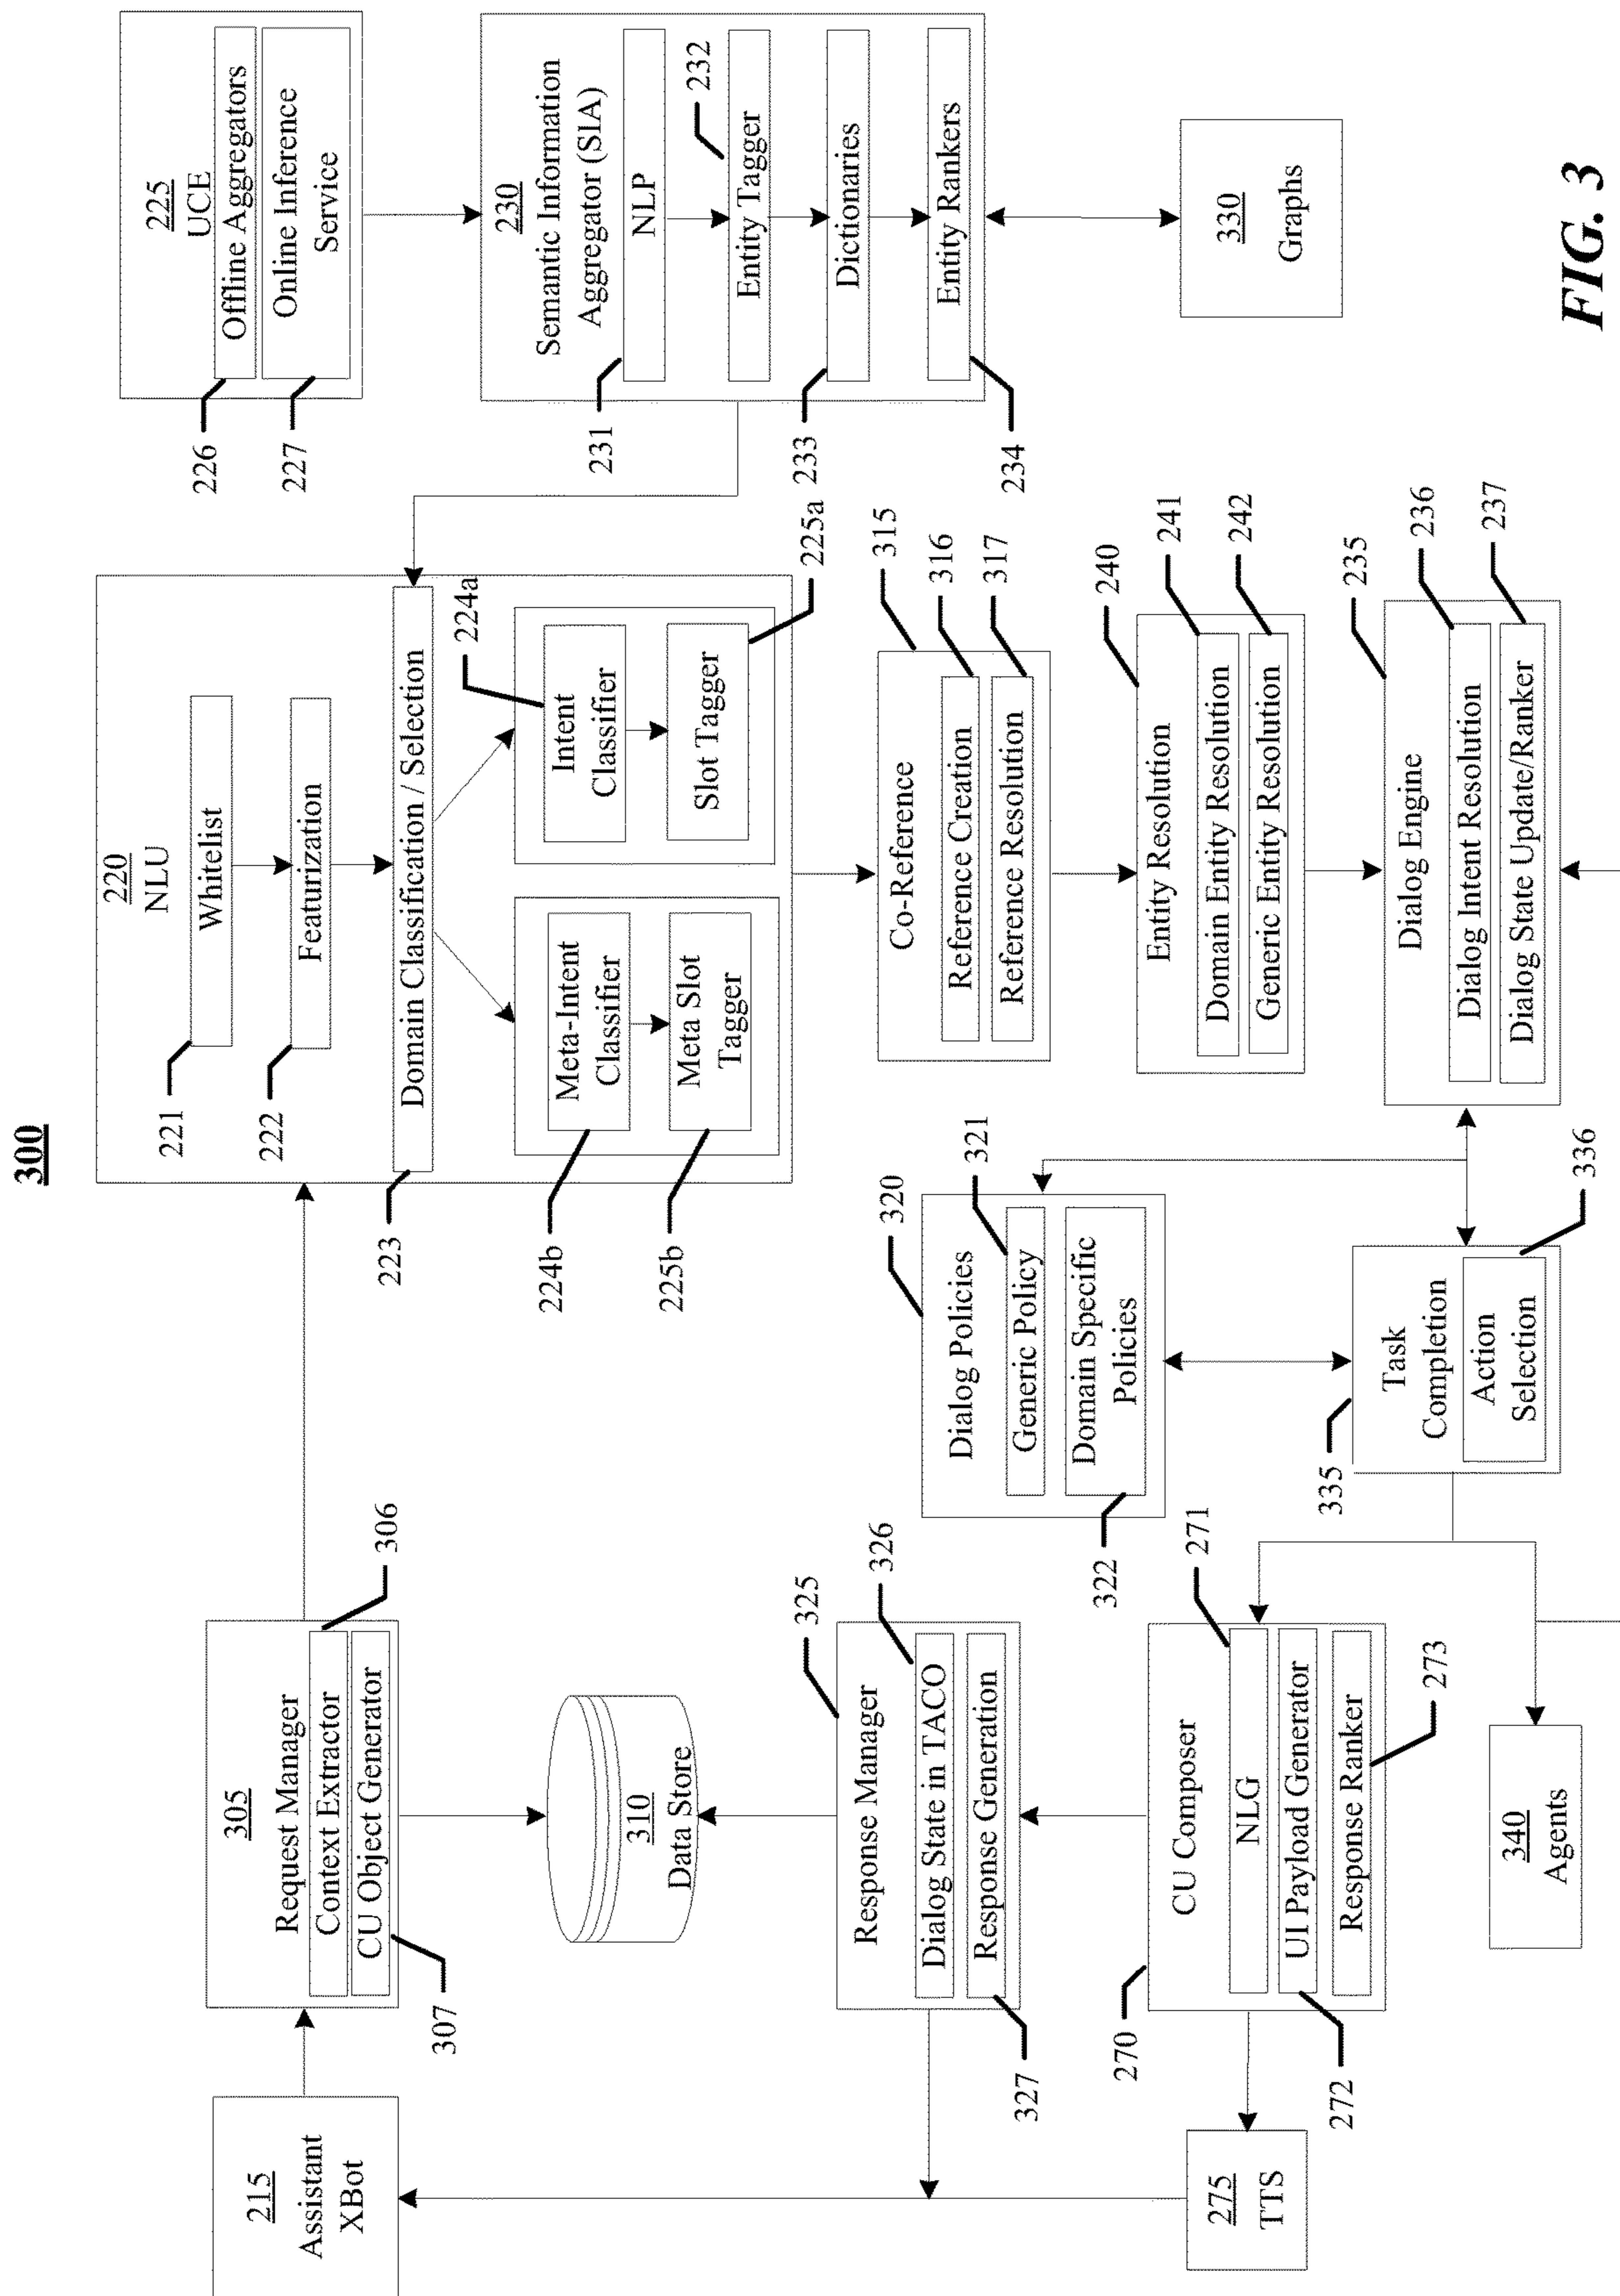 300
215
Assistant
XBot
305
Request Manager
Context Extractor
CU Object Generator
306
307
310
Data Store
220
NLU
Whitelist
221
Featurization
222
Domain Classification / Selection
223
Meta-Intent
Classifier
224b
Meta Slot
Tagger
225b
Intent
Classifier
224a
Slot Tagger
225a
225
UCE
Offline Aggregators
226
Online Inference
Service
227
230
Semantic Information
Aggregator (SIA)
NLP
231
Entity Tagger
232
Dictionaries
233
Entity Rankers
234
330
Graphs
Co-Reference
315
Reference Creation
316
Reference Resolution
317
Entity Resolution
240
Domain Entity Resolution
241
Generic Entity Resolution
242
Dialog Engine
235
Dialog Intent Resolution
236
Dialog State Update/Ranker
237
Dialog Policies
320
Generic Policy
321
Domain Specific
Policies
322
Task
Completion
335
Action
Selection
336
Response Manager
325
Dialog State in TACO
326
Response Generation
327
CU Composer
270
NLG
271
UI Payload Generator
272
Response Ranker
273
275
TTS
340
Agents
FIG. 3